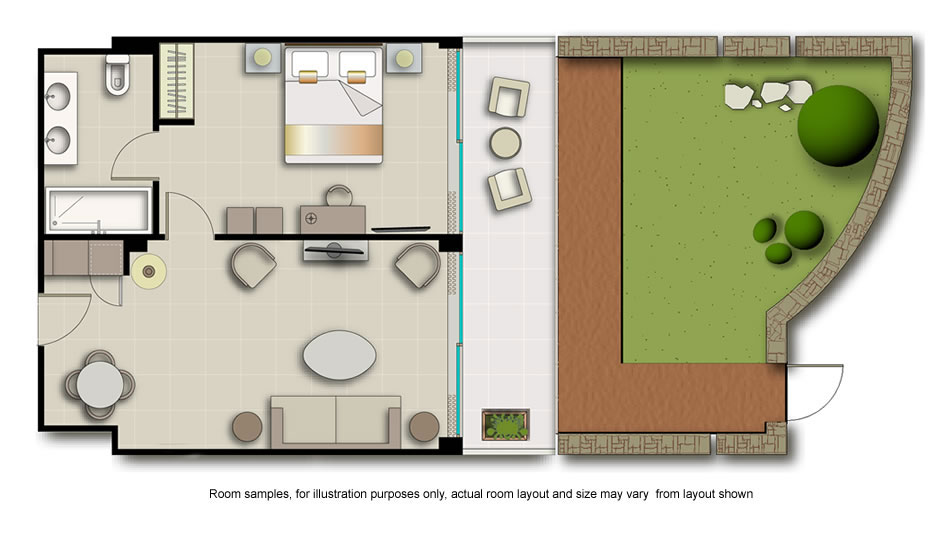 Room samples, for illustration purposes only, actual room layout and size may vary  from layout shown